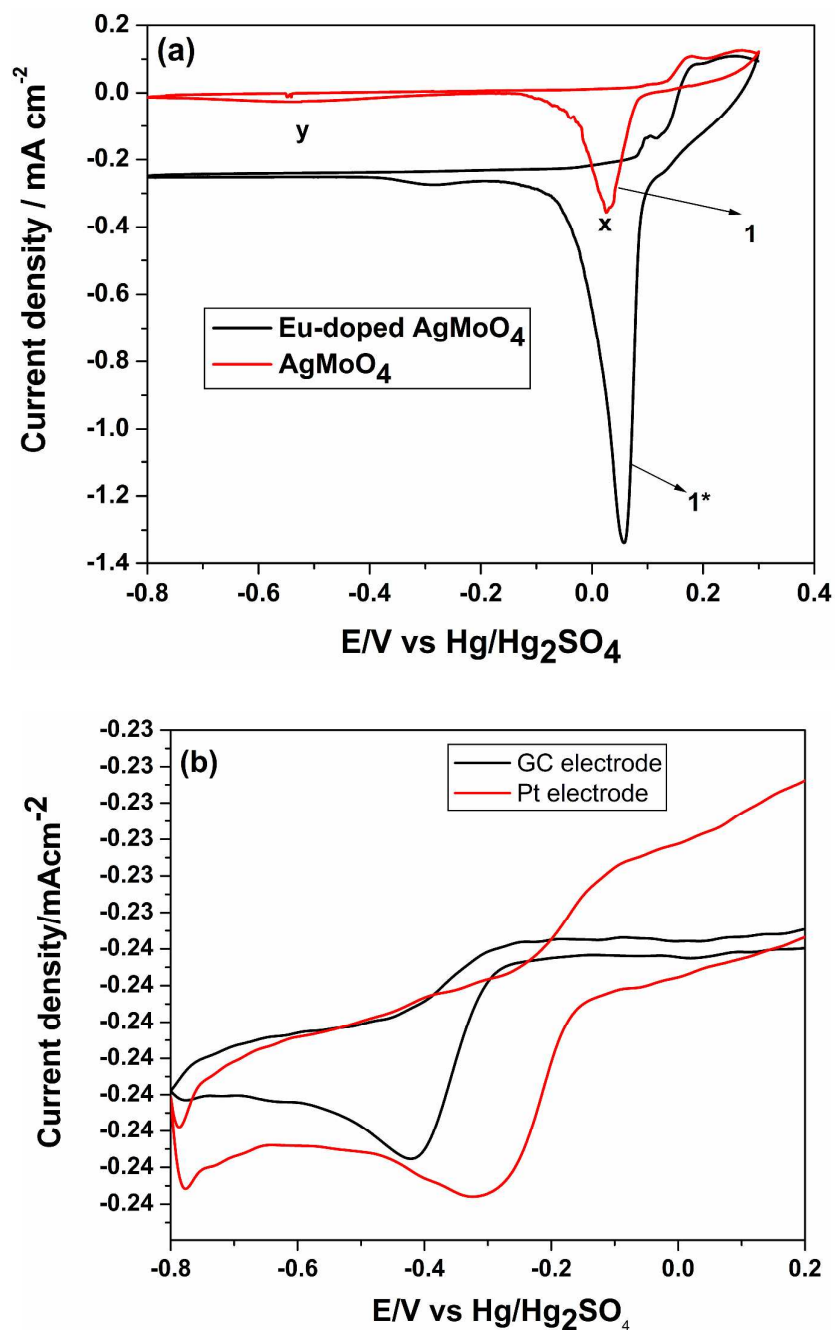 (a)
0.2
0.0
-0.2
-0.4
-0.6
-0.8
-1.0
-1.2
-1.4
Current density / mA cm-2
y
x
1
Eu-doped AgMoO4
AgMoO4
1*
-0.8 -0.6 -0.4 -0.2 0.0 0.2 0.4
E/V vs Hg/Hg2SO4
(b)
-0.23
-0.23
-0.23
-0.23
-0.23
-0.23
-0.24
-0.24
-0.24
-0.24
-0.24
-0.24
-0.24
-0.24
Current density/mAcm-2
GC electrode
Pt electrode
-0.8 -0.6 -0.4 -0.2 0.0 0.2
E/V vs Hg/Hg2SO4